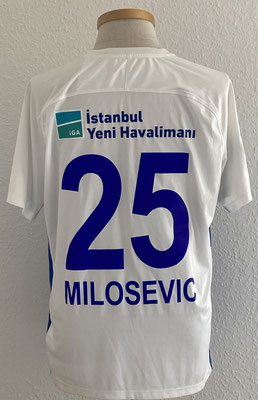 İstanbul
İGA Yeni Havalimanı
25
MILOSEVIC